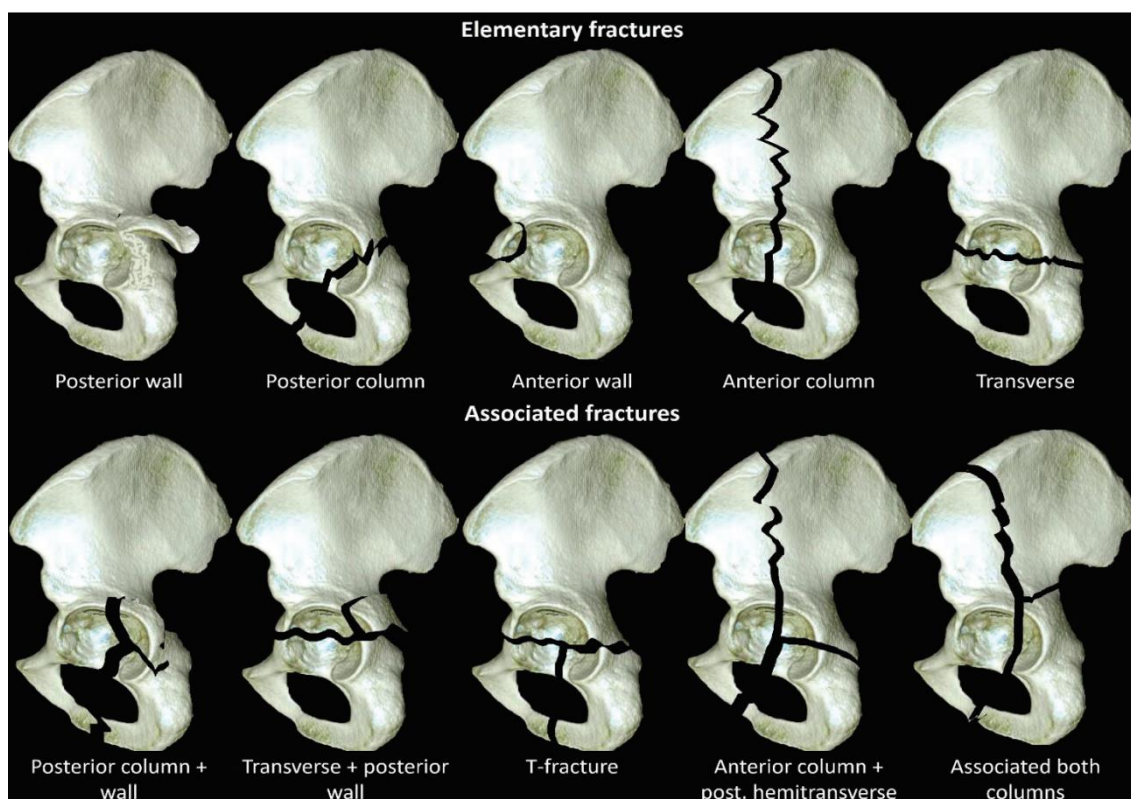 Elementary fractures
Posterior wall
Posterior column
Anterior wall
Anterior column
Transverse
Associated fractures
Posterior column +
wall
Transverse + posterior
wall
T-fracture
Anterior column +
post. hemitransverse
Associated both
columns